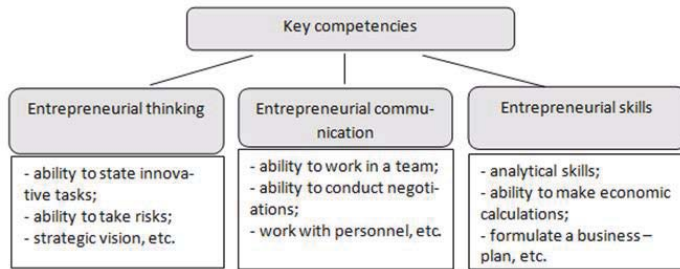 Key competencies
Entrepreneurial thinking
- ability to state innova-
tive tasks;
- ability to take risks;
- strategic vision, etc.
Entrepreneurial commu-
nication
- ability to work in a team;
- ability to conduct negoti-
ations;
- work with personnel, etc.
Entrepreneurial skills
- analytical skills;
- ability to make economic
calculations;
- formulate a business –
plan, etc.